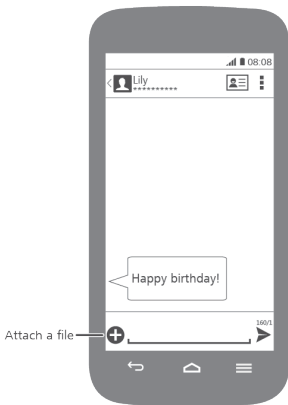 08:08
Lily
**********
Happy birthday!
160/1
Attach a file